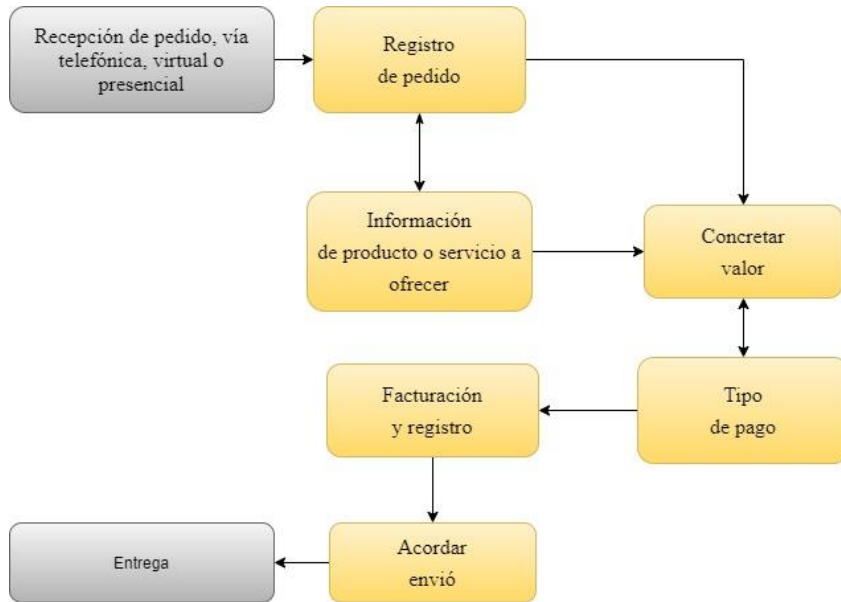 Recepción de pedido, vía
telefónica, virtual o
presencial
Registro
de pedido
Información
de producto o servicio a
ofrecer
Concretar
valor
Facturación
y registro
Tipo
de pago
Entrega
Acordar
envió